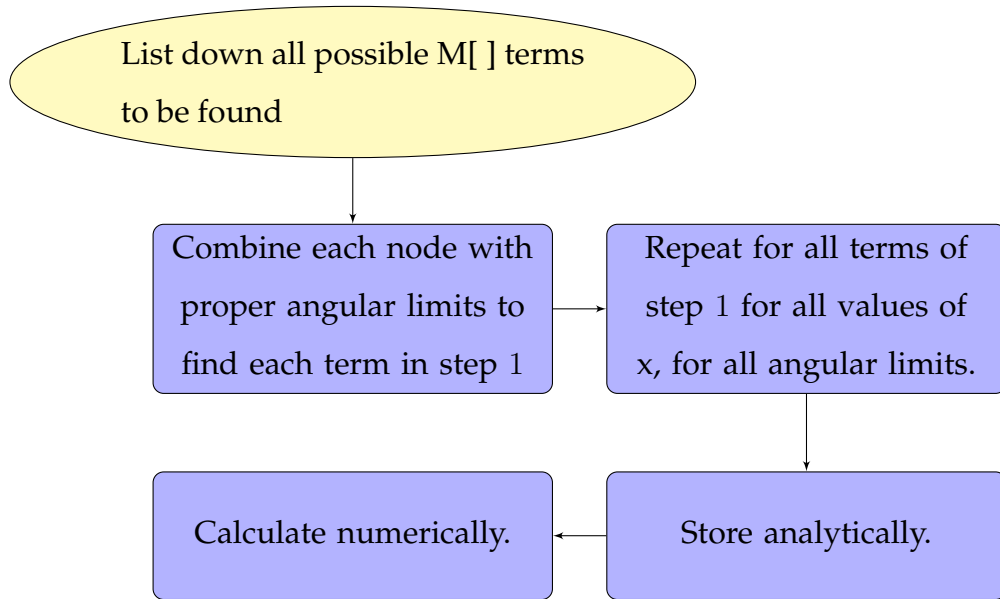 List down all possible M[ ] terms
to be found
Combine each node with
proper angular limits to
find each term in step 1
Repeat for all terms of
step 1 for all values of
x, for all angular limits.
Calculate numerically.
Store analytically.